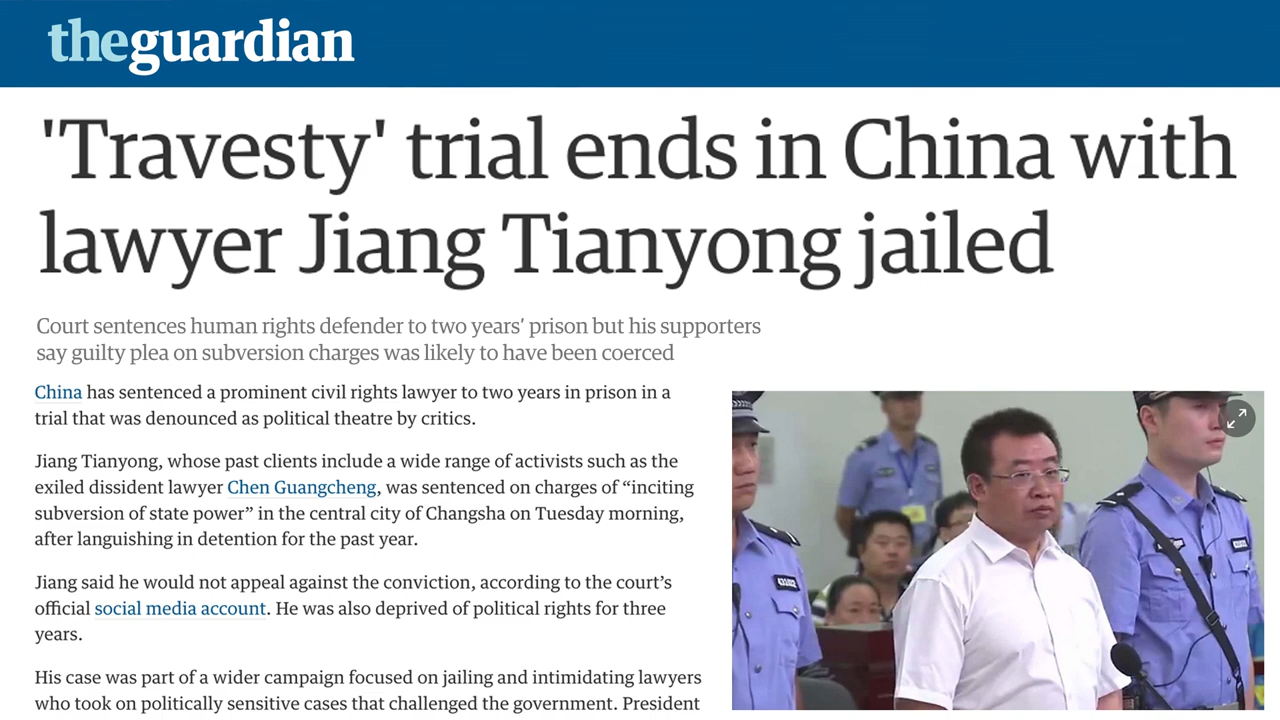 theguardian
'Travesty' trial ends in China with
lawyer Jiang Tianyong jailed
Court sentences human rights defender to two years’ prison but his supporters
say guilty plea on subversion charges was likely to have been coerced
China has sentenced a prominent civil rights lawyer to two years in prison in a
trial that was denounced as political theatre by critics.
Jiang Tianyong, whose past clients include a wide range of activists such as the
exiled dissident lawyer Chen Guangcheng, was sentenced on charges of “inciting
subversion of state power” in the central city of Changsha on Tuesday morning,
after languishing in detention for the past year.
Jiang said he would not appeal against the conviction, according to the court’s
official social media account. He was also deprived of political rights for three
years.
His case was part of a wider campaign focused on jailing and intimidating lawyers
who took on politically sensitive cases that challenged the government. President